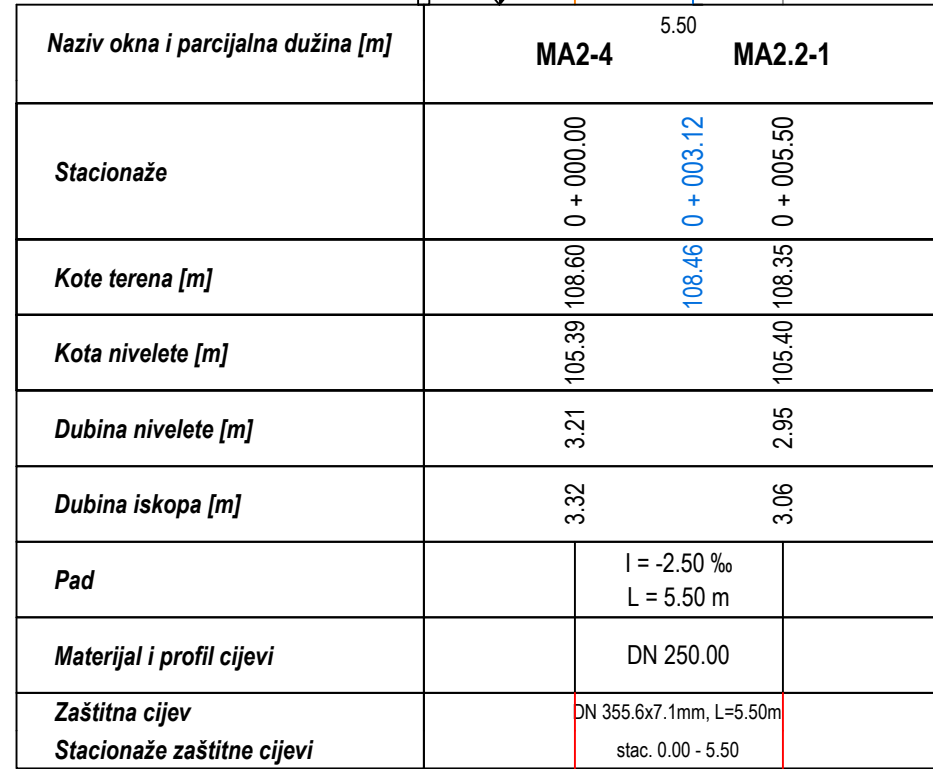 Naziv okna i parcijalna dužina [m]
5.50
MA2-4 MA2.2-1
Stacionaže
0 + 000.00 0 + 003.12 0 + 005.50
Kote terena [m]
108.60 108.46 108.35
Kota nivelete [m]
105.39 105.40
Dubina nivelete [m]
3.21 2.95
Dubina iskopa [m]
3.32 3.06
Pad
I = -2.50 ‰
L = 5.50 m
Materijal i profil cijevi
DN 250.00
Zaštitna cijev
DN 355.6x7.1mm, L=5.50m
Stacionaže zaštitne cijevi
stac. 0.00 - 5.50